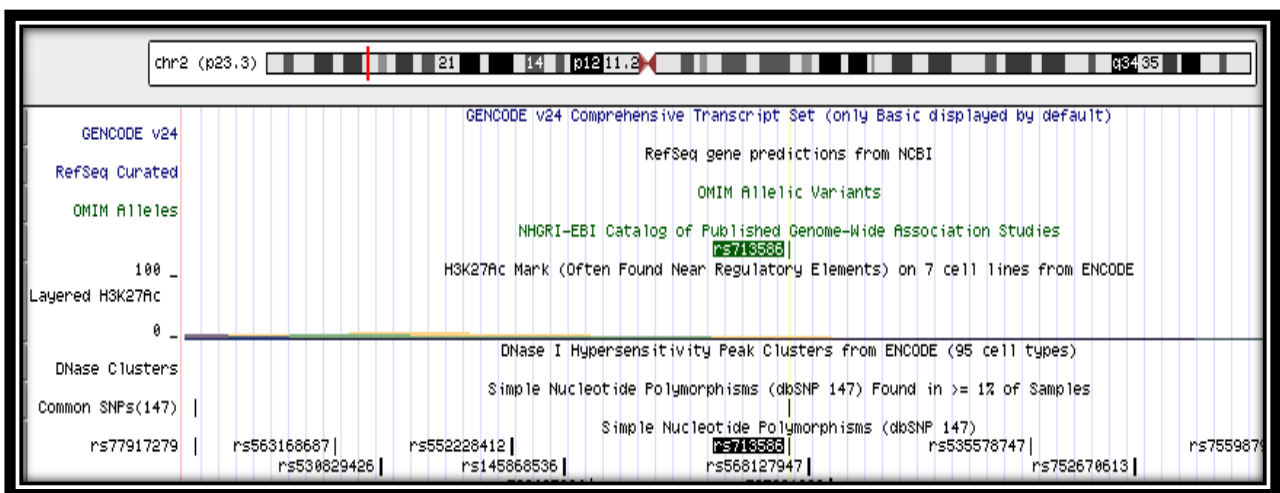 chr2 (p23.3) 21 14 p12 11.2 q34 35
GENCODE v24 Comprehensive Transcript Set (only Basic displayed by default)
GENCODE v24
RefSeq gene predictions from NCBI
RefSeq Curated
OMIM Allelic Variants
OMIM Alleles
NHGRI-EBI Catalog of Published Genome-Wide Association Studies
rs713586
100 _ H3K27Ac Mark (Often Found Near Regulatory Elements) on 7 cell lines from ENCODE
Layered H3K27Ac
0 _
DNase I Hypersensitivity Peak Clusters from ENCODE (95 cell types)
DNase Clusters
Simple Nucleotide Polymorphisms (dbSNP 147) Found in >= 1% of Samples
Common SNPs(147)
Simple Nucleotide Polymorphisms (dbSNP 147)
rs77917279 rs563168687 rs552228412 rs713586 rs535578747 rs7559879
rs530829426 rs145868536 rs568127947 rs752670613